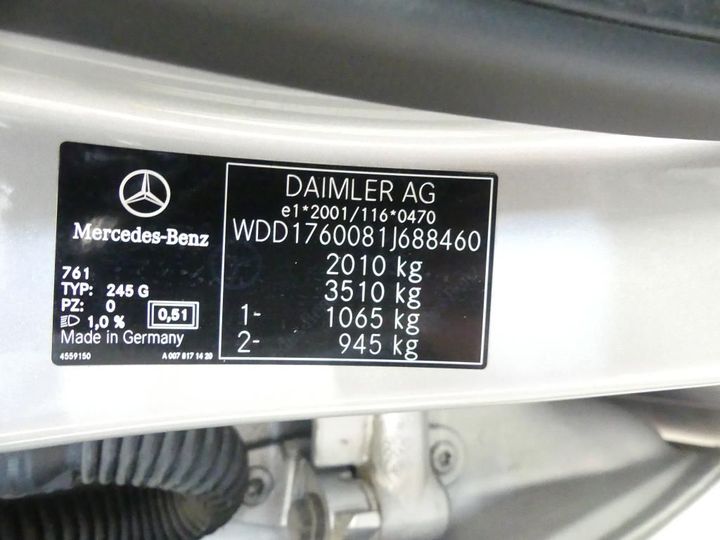 Mercedes-Benz
761
TYP: 245 G
PZ: 0
1,0 % 0,51
Made in Germany
4559150 A 007 817 14 20
DAIMLER AG
e1*2001/116*0470
WDD1760081J688460
2010 kg
3510 kg
1- 1065 kg
2- 945 kg